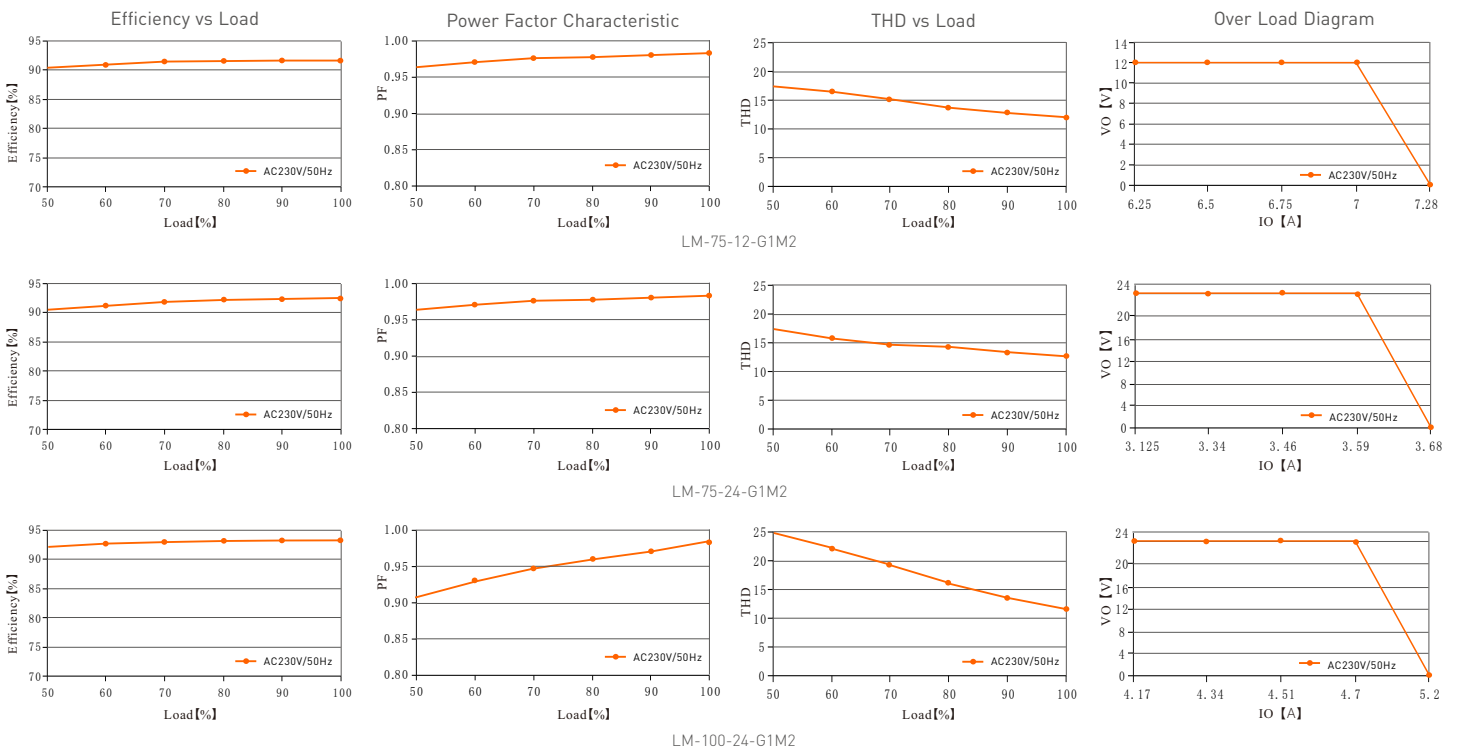 Efficiency vs Load
Power Factor Characteristic
THD vs Load
Over Load Diagram
95
90
85
80
75
70
Efficiency【%】
50 60 70 80 90 100
Load【%】
AC230V/50Hz
1.00
0.95
0.90
0.85
0.80
PF
50 60 70 80 90 100
Load【%】
AC230V/50Hz
25
20
15
10
5
0
THD
50 60 70 80 90 100
Load【%】
AC230V/50Hz
14
12
10
8
6
4
2
0
VO【V】
6.25 6.5 6.75 7 7.28
IO【A】
AC230V/50Hz
LM-75-12-G1M2
95
90
85
80
75
70
Efficiency【%】
50 60 70 80 90 100
Load【%】
AC230V/50Hz
1.00
0.95
0.90
0.85
0.80
PF
50 60 70 80 90 100
Load【%】
AC230V/50Hz
25
20
15
10
5
0
THD
50 60 70 80 90 100
Load【%】
AC230V/50Hz
24
20
16
12
8
4
0
VO【V】
3.125 3.34 3.46 3.59 3.68
IO【A】
AC230V/50Hz
LM-75-24-G1M2
95
90
85
80
75
70
Efficiency【%】
50 60 70 80 90 100
Load【%】
AC230V/50Hz
1.00
0.95
0.90
0.85
0.80
PF
50 60 70 80 90 100
Load【%】
AC230V/50Hz
25
20
15
10
5
0
THD
50 60 70 80 90 100
Load【%】
AC230V/50Hz
24
20
16
12
8
4
0
VO【V】
4.17 4.34 4.51 4.7 5.2
IO【A】
AC230V/50Hz
LM-100-24-G1M2